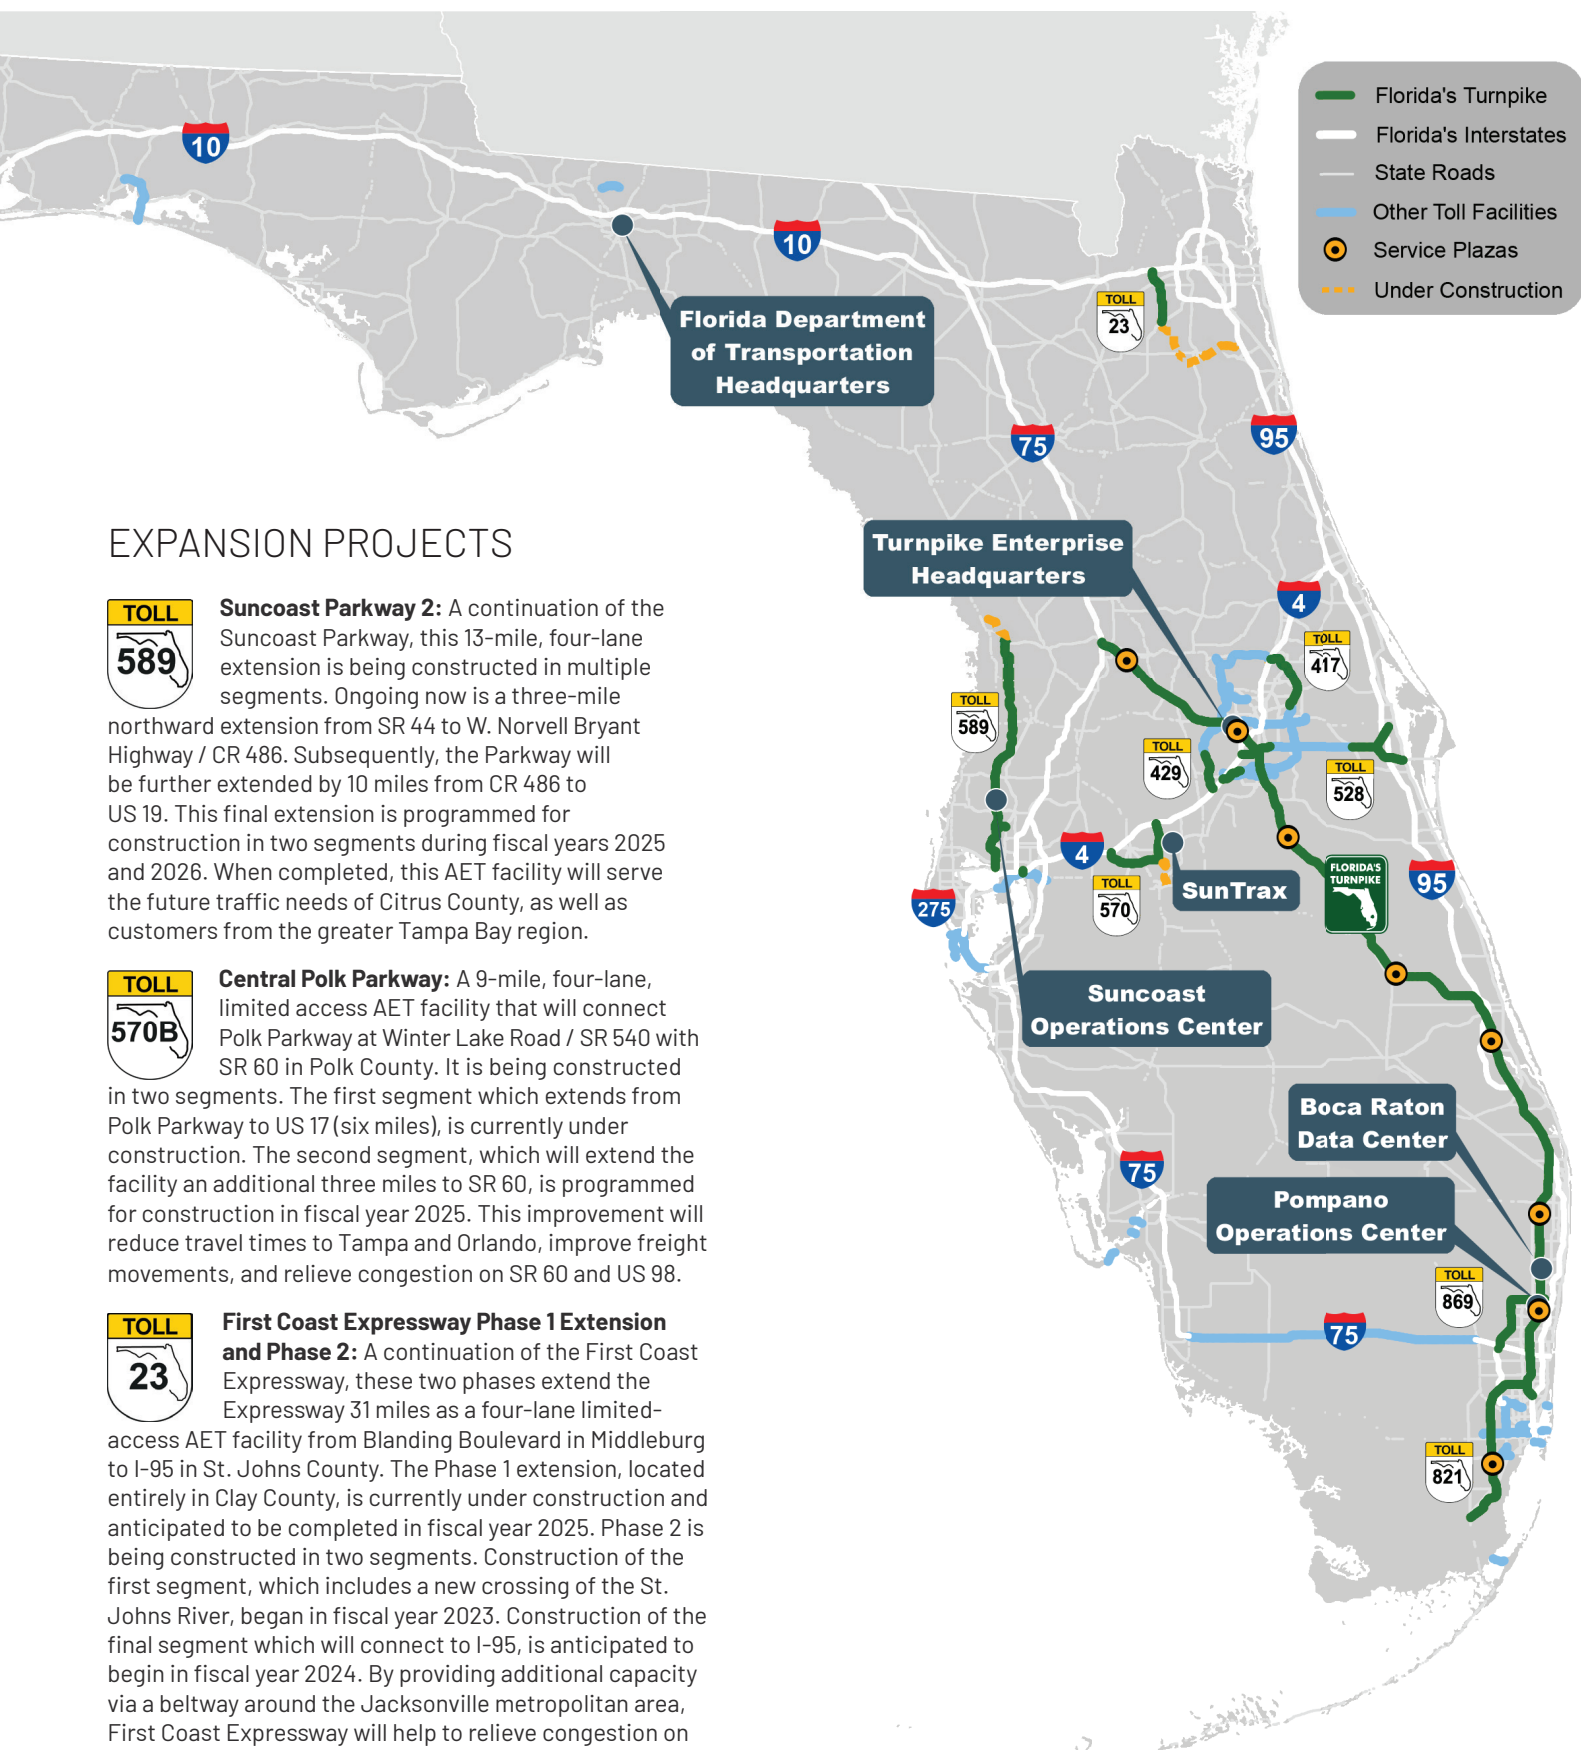 Florida's Turnpike
Florida's Interstates
State Roads
Other Toll Facilities
Service Plazas
Under Construction
10
10
Florida Department
of Transportation
Headquarters
TOLL
23
75
95
Turnpike Enterprise
Headquarters
4
TOLL
417
TOLL
589
TOLL
429
TOLL
528
4
SunTrax
TOLL
570
FLORIDA'S
TURNPIKE
95
275
Suncoast
Operations Center
Boca Raton
Data Center
75
Pompano
Operations Center
TOLL
869
75
TOLL
821
EXPANSION PROJECTS
TOLL
589
Suncoast Parkway 2: A continuation of the
Suncoast Parkway, this 13-mile, four-lane
extension is being constructed in multiple
segments. Ongoing now is a three-mile
northward extension from SR 44 to W. Norvell Bryant
Highway / CR 486. Subsequently, the Parkway will
be further extended by 10 miles from CR 486 to
US 19. This final extension is programmed for
construction in two segments during fiscal years 2025
and 2026. When completed, this AET facility will serve
the future traffic needs of Citrus County, as well as
customers from the greater Tampa Bay region.
TOLL
570B
Central Polk Parkway: A 9-mile, four-lane,
limited access AET facility that will connect
Polk Parkway at Winter Lake Road / SR 540 with
SR 60 in Polk County. It is being constructed
in two segments. The first segment which extends from
Polk Parkway to US 17 (six miles), is currently under
construction. The second segment, which will extend the
facility an additional three miles to SR 60, is programmed
for construction in fiscal year 2025. This improvement will
reduce travel times to Tampa and Orlando, improve freight
movements, and relieve congestion on SR 60 and US 98.
TOLL
23
First Coast Expressway Phase 1 Extension
and Phase 2: A continuation of the First Coast
Expressway, these two phases extend the
Expressway 31 miles as a four-lane limited-
access AET facility from Blanding Boulevard in Middleburg
to I-95 in St. Johns County. The Phase 1 extension, located
entirely in Clay County, is currently under construction and
anticipated to be completed in fiscal year 2025. Phase 2 is
being constructed in two segments. Construction of the
first segment, which includes a new crossing of the St.
Johns River, began in fiscal year 2023. Construction of the
final segment which will connect to I-95, is anticipated to
begin in fiscal year 2024. By providing additional capacity
via a beltway around the Jacksonville metropolitan area,
First Coast Expressway will help to relieve congestion on